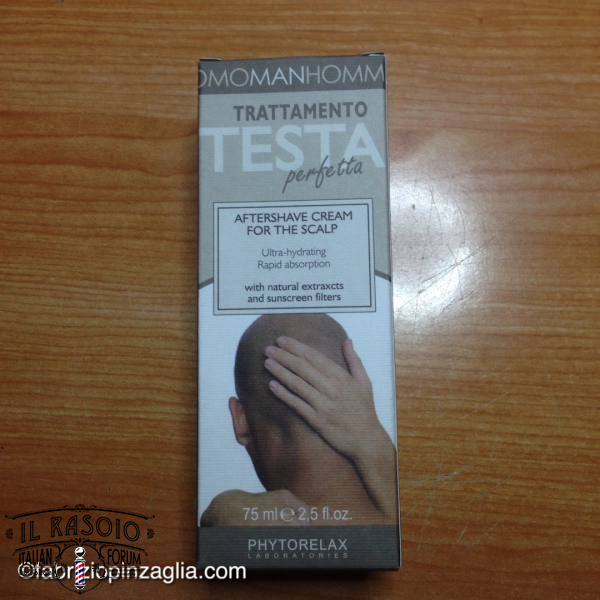 OMOMANHOMM
TRATTAMENTO
TESTA
perfetta
AFTERSHAVE CREAM
FOR THE SCALP
Ultra-hydrating
Rapid absorption
with natural extraxcts
and sunscreen filters
75 ml ℮ 2,5 fl.oz.
PHYTORELAX
LABORATORIES
IL RASOIO
ITALIAN FORUM
©fabriziopinzaglia.com